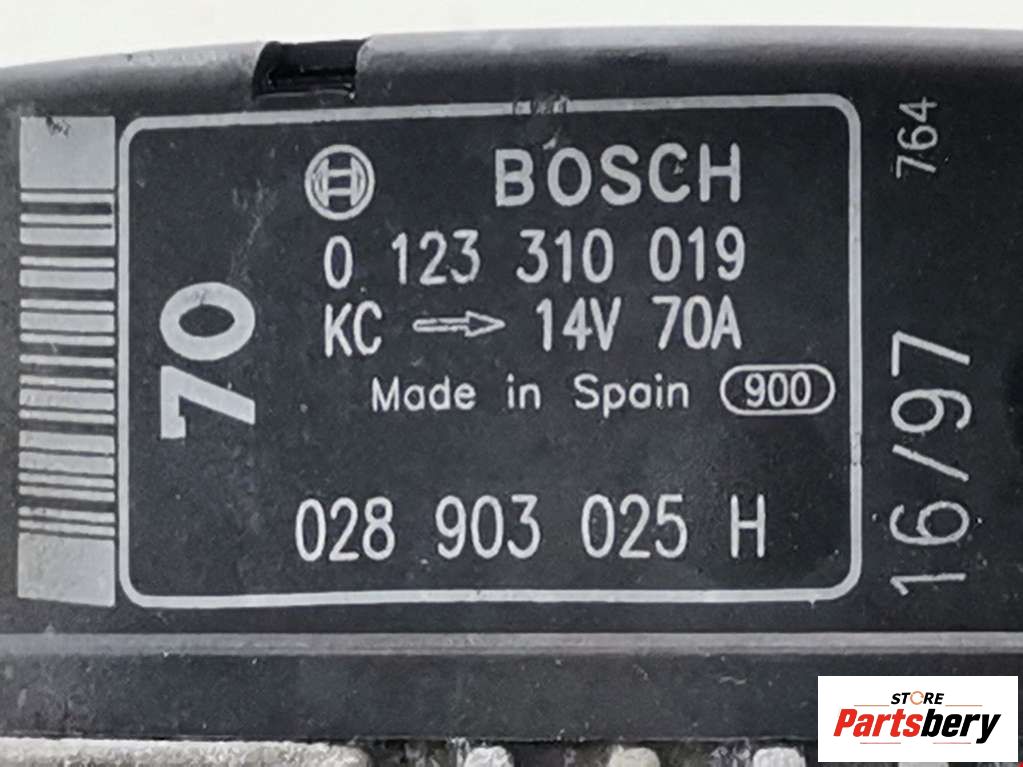 BOSCH
0 123 310 019
KC → 14V 70A
Made in Spain 900
028 903 025 H
70
764
16/97
STORE
Partsbery